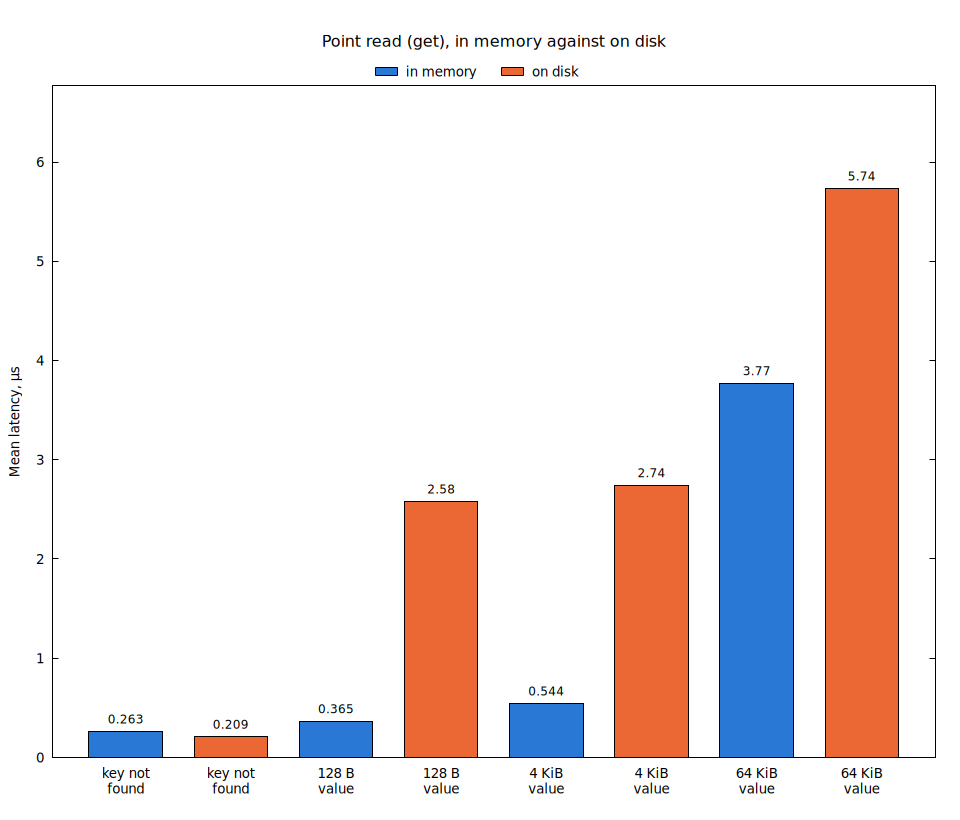 Point read (get), in memory against on disk
in memory
on disk
Mean latency, µs
6
5
4
3
2
1
0
0.263
0.209
0.365
2.58
0.544
2.74
3.77
5.74
key not found
key not found
128 B value
128 B value
4 KiB value
4 KiB value
64 KiB value
64 KiB value